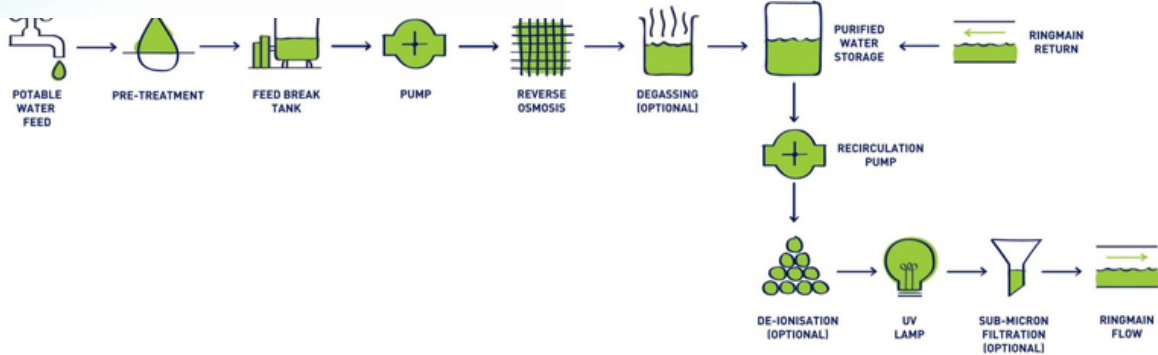 POTABLE
WATER
FEED
PRE-TREATMENT
FEED BREAK
TANK
PUMP
REVERSE
OSMOSIS
DEGASSING
(OPTIONAL)
PURIFIED
WATER
STORAGE
RINGMAIN
RETURN
RECIRCULATION
PUMP
DE-IONISATION
(OPTIONAL)
UV
LAMP
SUB-MICRON
FILTRATION
(OPTIONAL)
RINGMAIN
FLOW